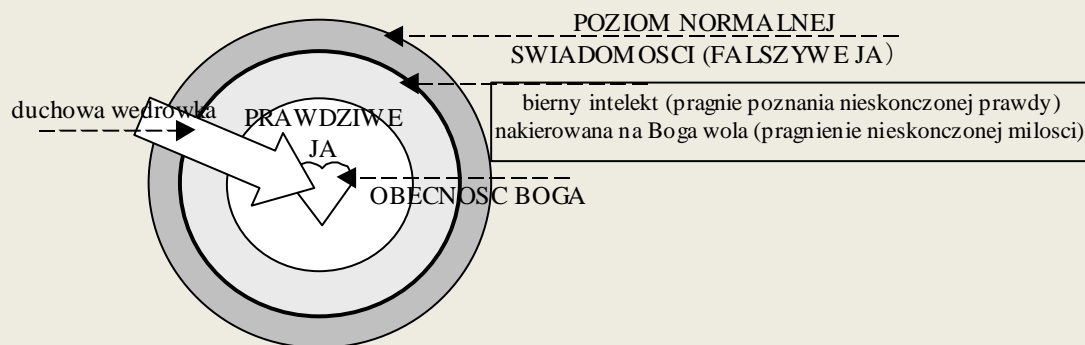 POZIOM NORMALNEJ
SWIADOMOSCI (FALSZYWE JA)
bierny intelekt (pragnie poznania nieskonczonej prawdy)
nakierowana na Boga wola (pragnienie nieskonczonej milosci)
duchowa wedrówka
PRAWDZIWE
JA
OBECNOSC BOGA